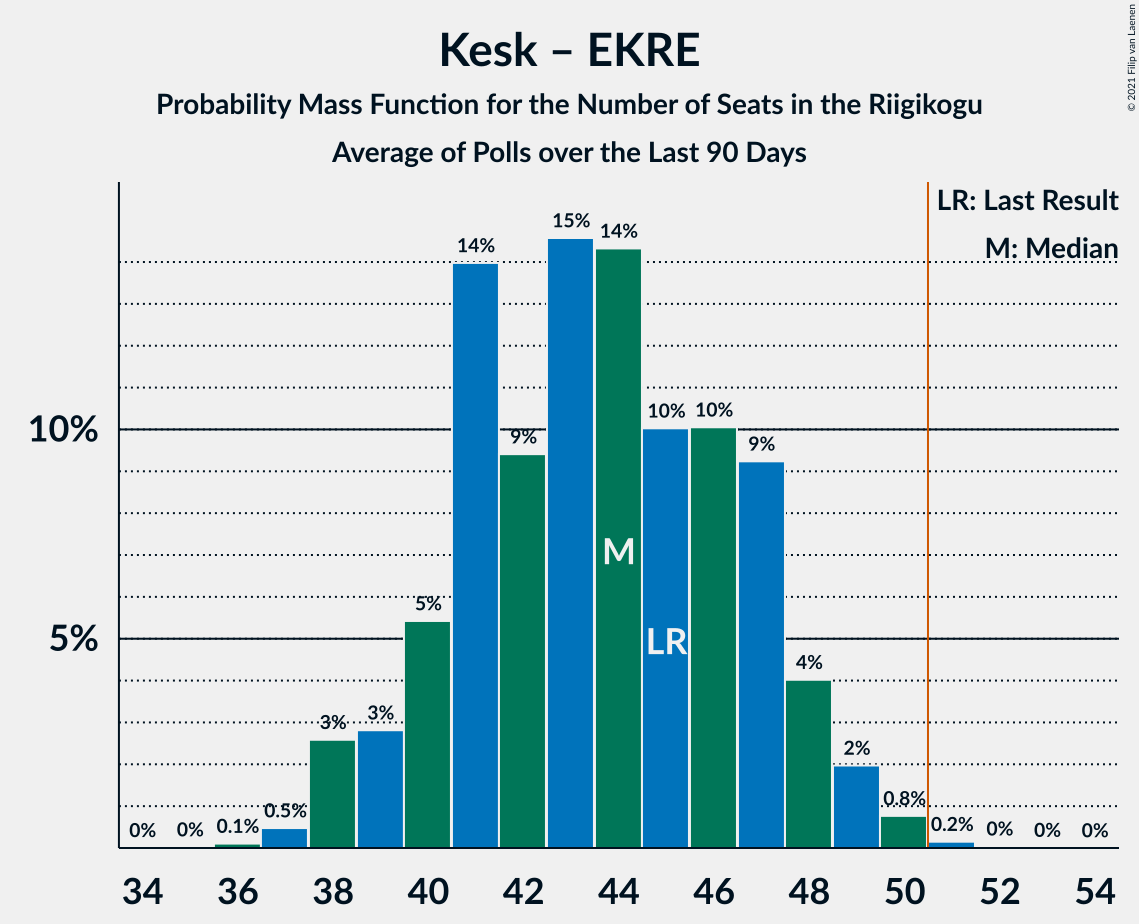 Kesk – EKRE
Probability Mass Function for the Number of Seats in the Riigikogu
Average of Polls over the Last 90 Days
© 2021 Filip van Laenen
LR: Last Result
M: Median
10%
5%
0%
0%
0.1%
0.5%
3%
3%
5%
14%
9%
15%
14%
10%
10%
9%
4%
2%
0.8%
0.2%
0%
0%
0%
M
LR
34 36 38 40 42 44 46 48 50 52 54